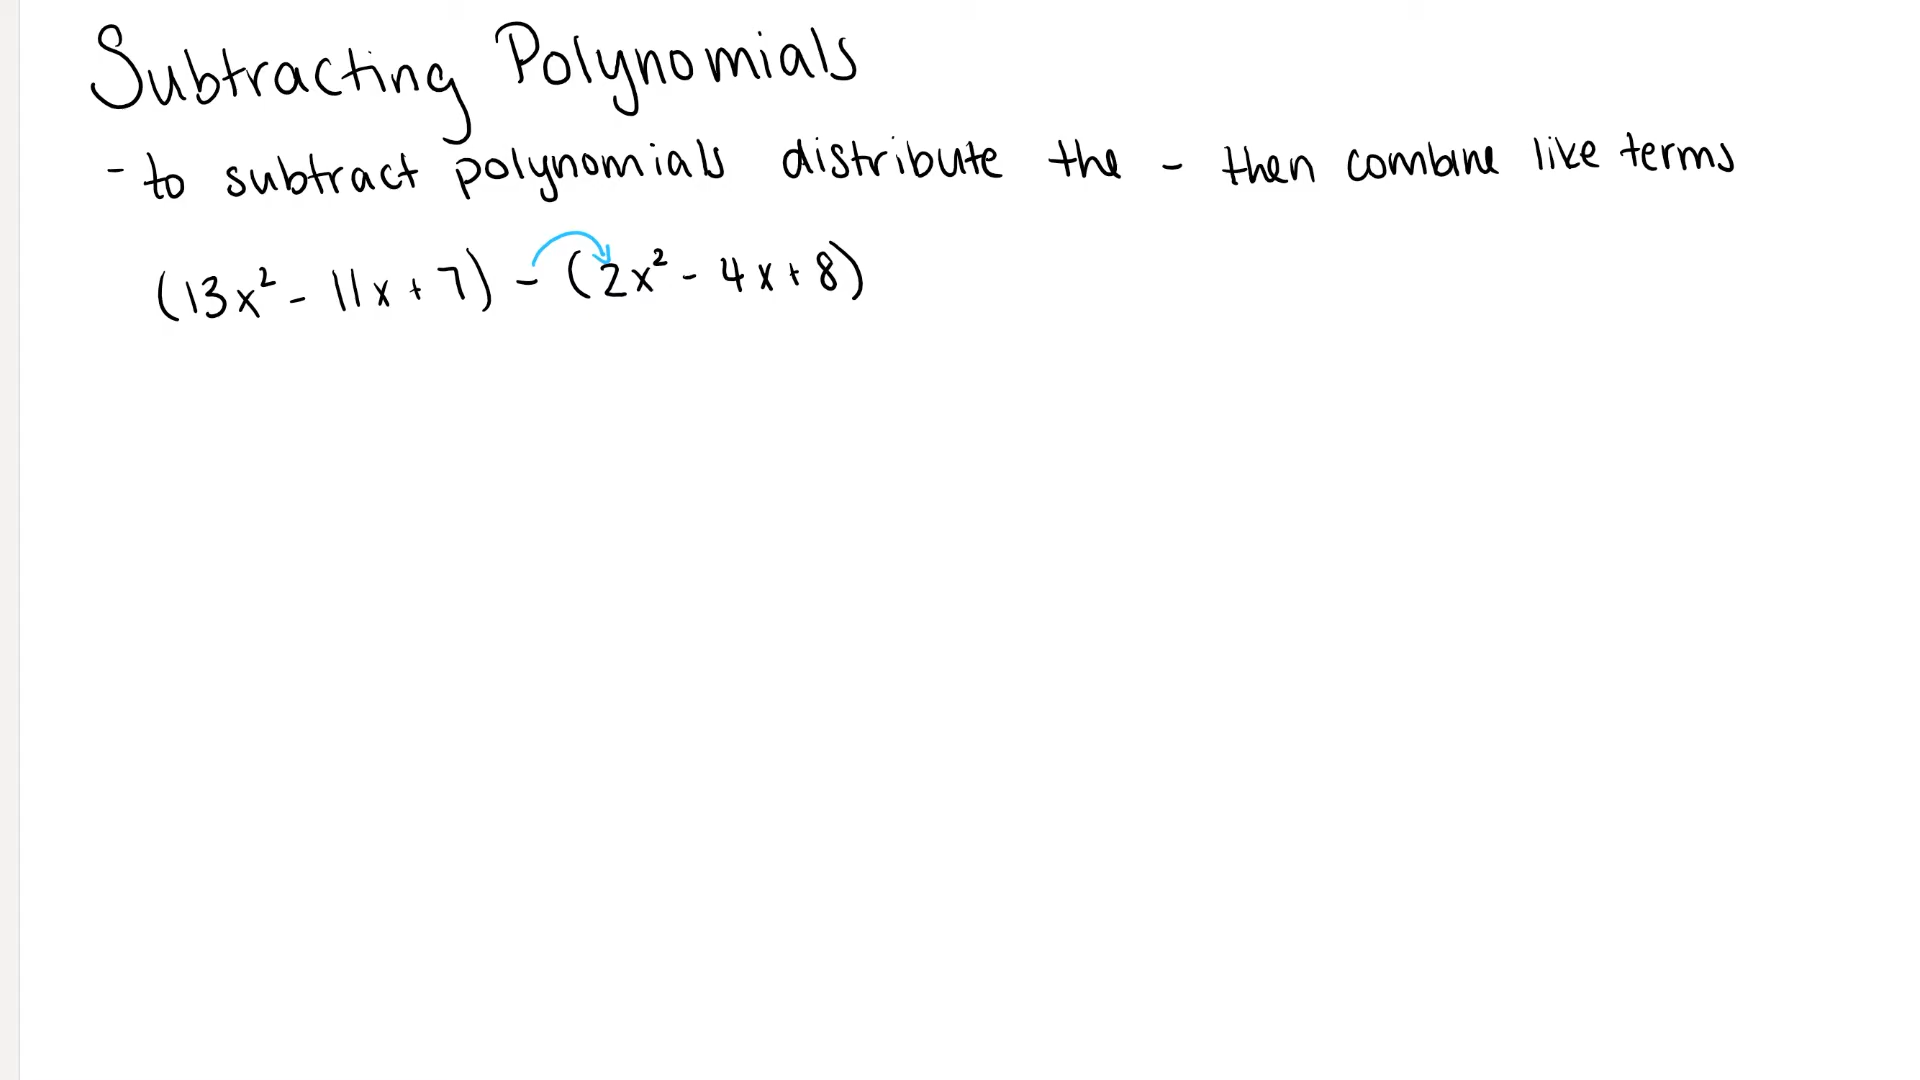 Subtracting Polynomials
- to subtract polynomials distribute the - then combine like terms
(13x² - 11x + 7) - (2x² - 4x + 8)